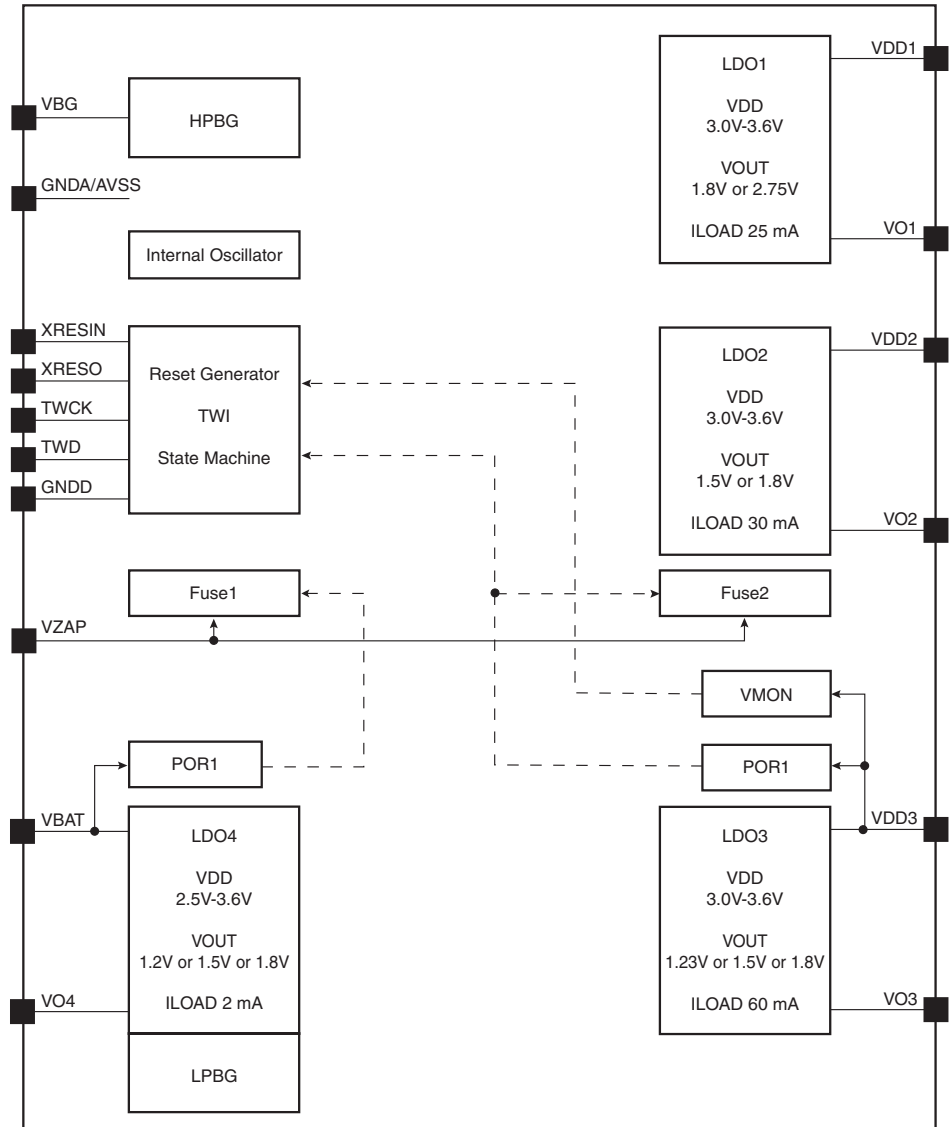 VBG
HPBG
GNDA/AVSS
Internal Oscillator
XRESIN
XRESO
TWCK
TWD
GNDD
Reset Generator
TWI
State Machine
Fuse1
VZAP
POR1
VBAT
LDO4
VDD
2.5V-3.6V
VOUT
1.2V or 1.5V or 1.8V
ILOAD 2 mA
VO4
LPBG
LDO1
VDD
3.0V-3.6V
VOUT
1.8V or 2.75V
ILOAD 25 mA
VDD1
VO1
LDO2
VDD
3.0V-3.6V
VOUT
1.5V or 1.8V
ILOAD 30 mA
VDD2
VO2
Fuse2
VMON
POR1
LDO3
VDD
3.0V-3.6V
VOUT
1.23V or 1.5V or 1.8V
ILOAD 60 mA
VDD3
VO3